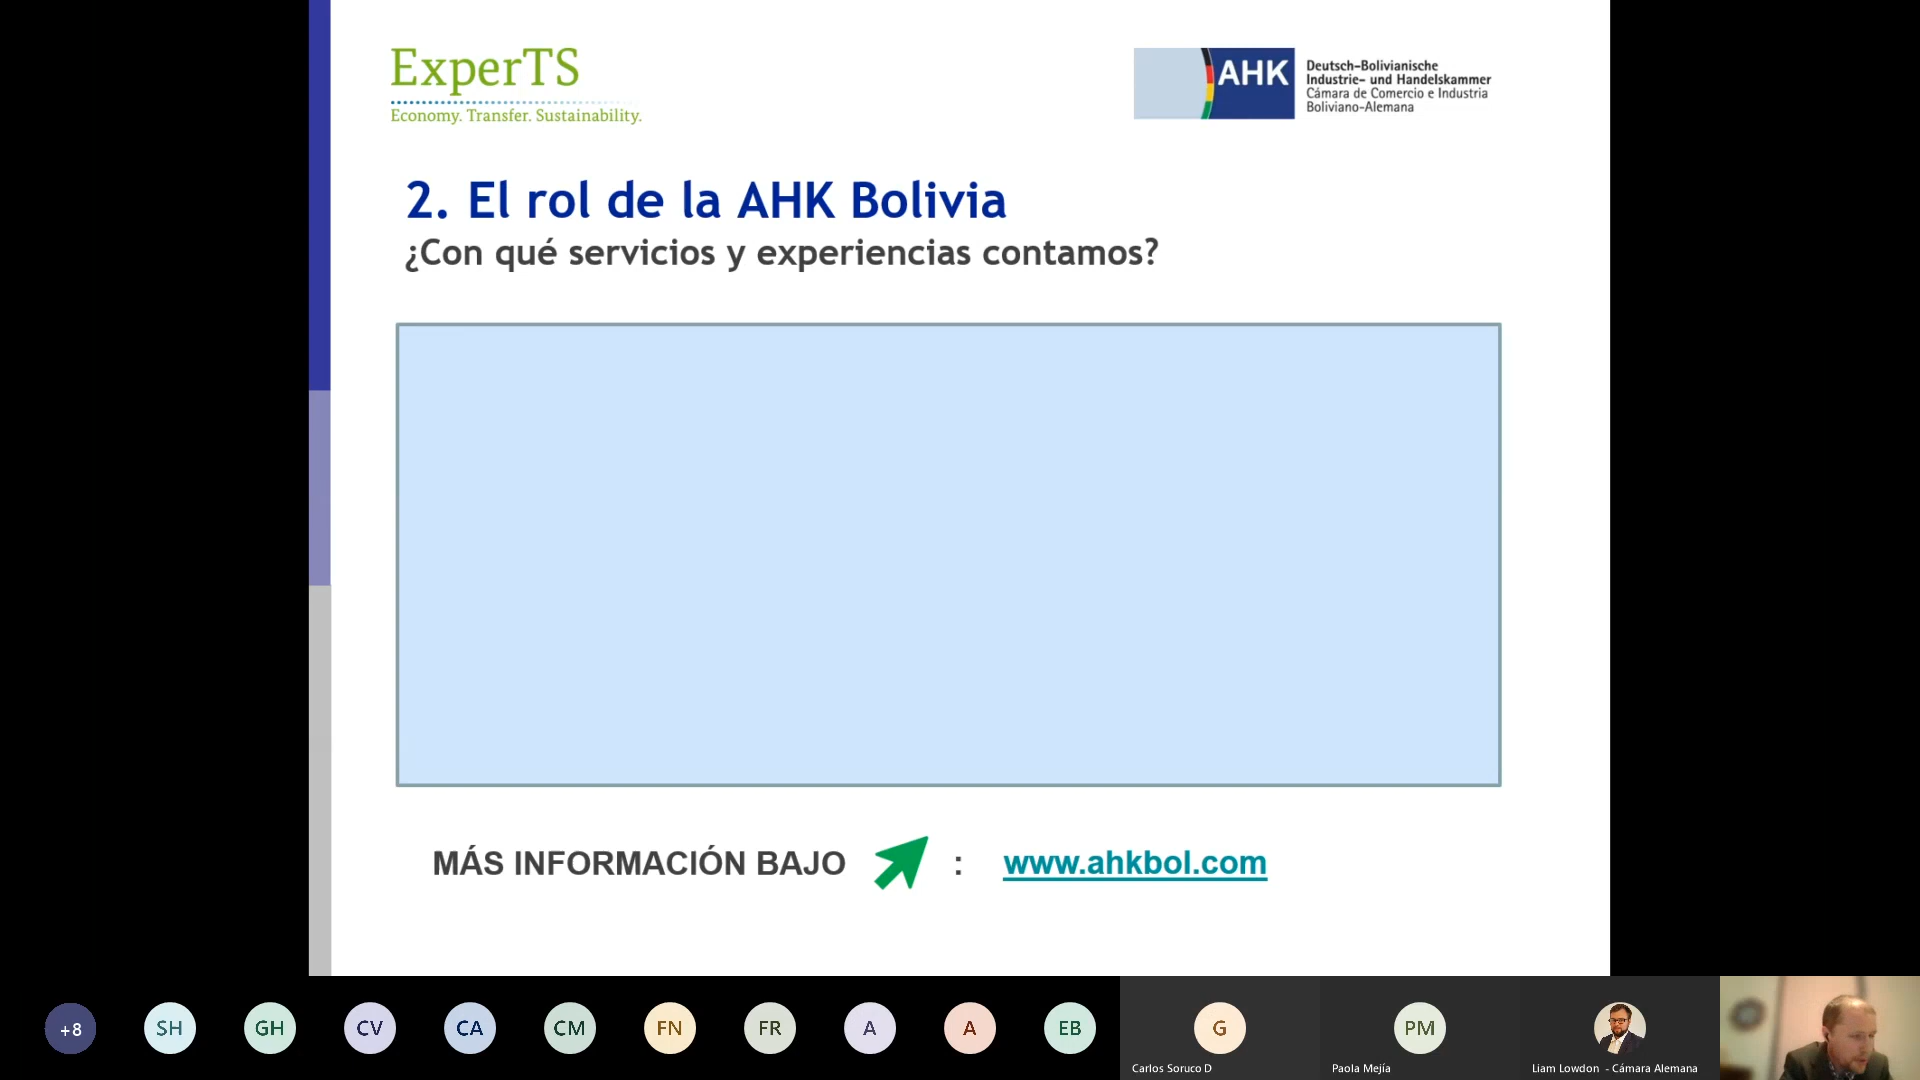 ExperTS
Economy. Transfer. Sustainability.
AHK
Deutsch-Bolivianische
Industrie- und Handelskammer
Cámara de Comercio e Industria
Boliviano-Alemana
2. El rol de la AHK Bolivia
¿Con qué servicios y experiencias contamos?
MÁS INFORMACIÓN BAJO : www.ahkbol.com
+8 SH GH CV CA CM FN FR A A EB G PM
Carlos Soruco D Paola Mejía Liam Lowdon - Cámara Alemana